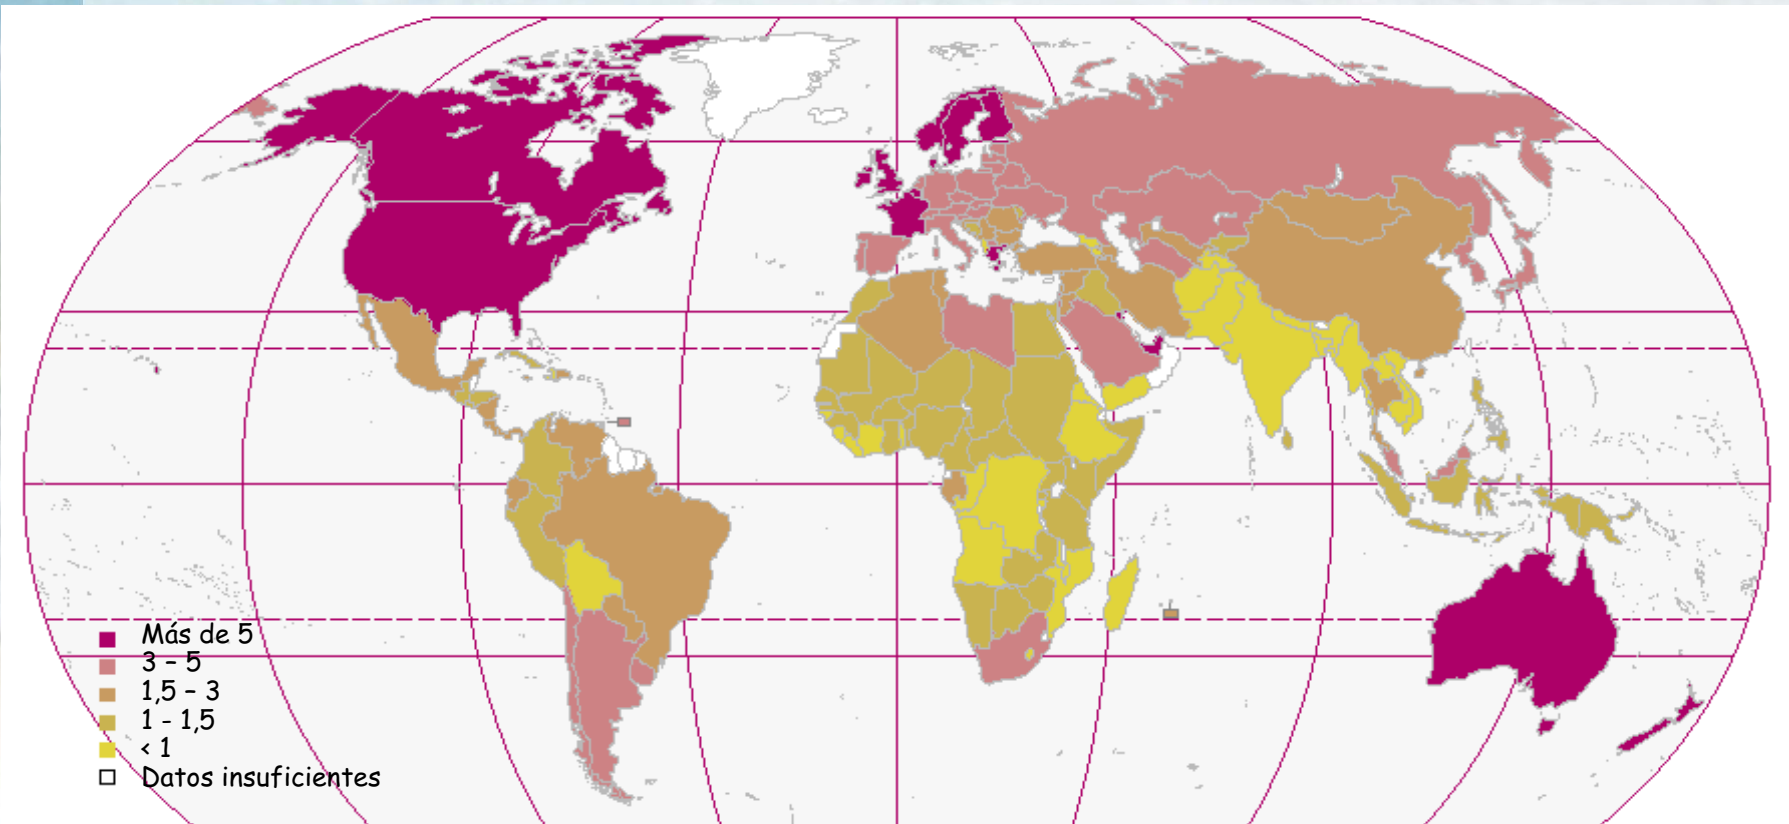 Más de 5
3 - 5
1,5 - 3
1 - 1,5
< 1
Datos insuficientes